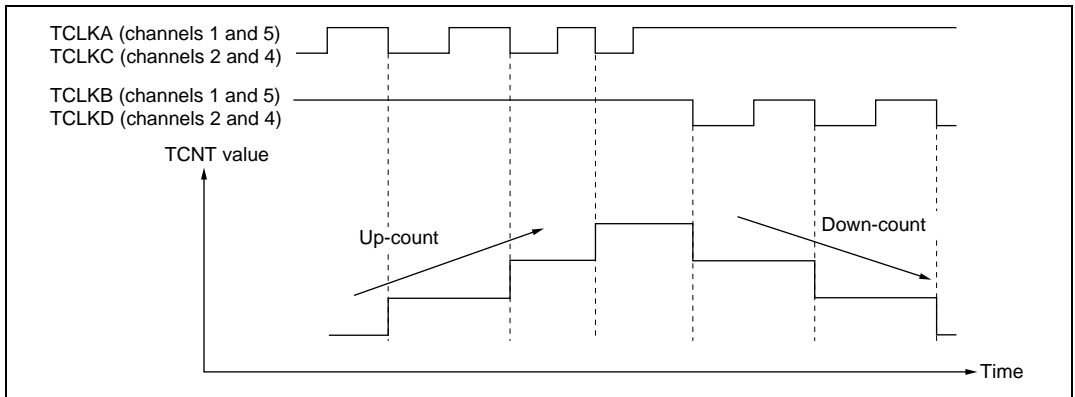 TCLKA (channels 1 and 5)
TCLKC (channels 2 and 4)
TCLKB (channels 1 and 5)
TCLKD (channels 2 and 4)
TCNT value
Up-count
Down-count
Time